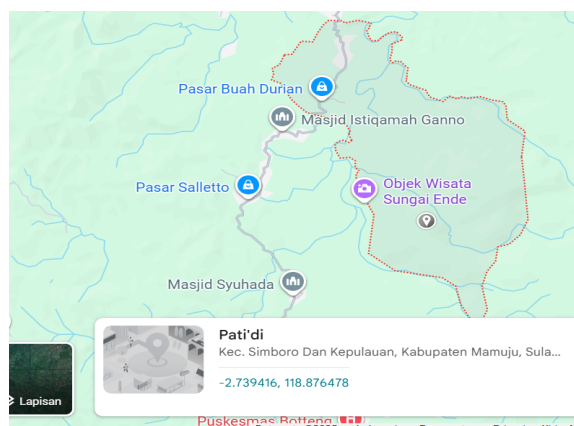 Pasar Buah Durian
Masjid Istiqamah Ganno
Pasar Salletto
Objek Wisata
Sungai Ende
Masjid Syuhada
Pati'di
Kec. Simboro Dan Kepulauan, Kabupaten Mamuju, Sula...
-2.739416, 118.876478
Lapisan
Puskesmas Botteng